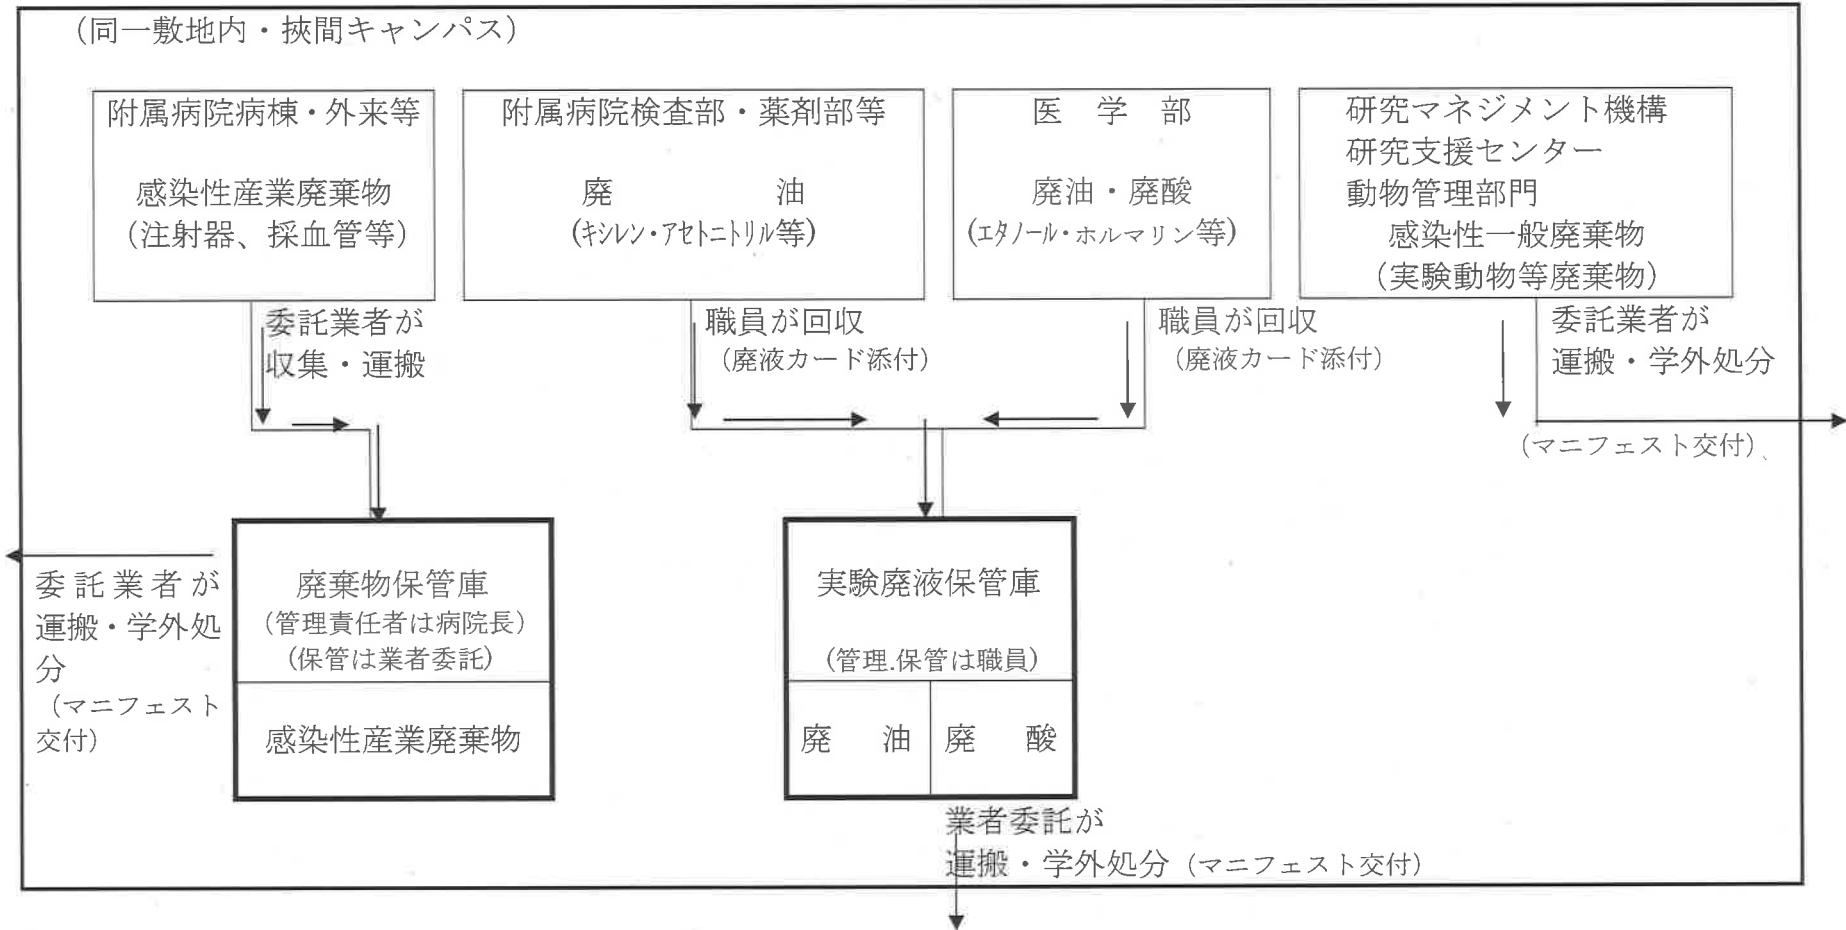 (同一敷地内・挾間キャンパス)
附属病院病棟・外来等
感染性産業廃棄物
(注射器、採血管等)
附属病院検査部・薬剤部等
廃 油
(ｷｼﾚﾝ・ｱｾﾄﾆﾄﾘﾙ等)
医 学 部
廃油・廃酸
(ｴﾀﾉｰﾙ・ホルマリン等)
研究マネジメント機構
研究支援センター
動物管理部門
感染性一般廃棄物
(実験動物等廃棄物)
委託業者が
収集・運搬
職員が回収
(廃液カード添付)
職員が回収
(廃液カード添付)
委託業者が
運搬・学外処分
(マニフェスト交付)
委託業者が
運搬・学外処
分
(マニフェスト
交付)
廃棄物保管庫
(管理責任者は病院長)
(保管は業者委託)
感染性産業廃棄物
実験廃液保管庫
(管理.保管は職員)
廃 油
廃 酸
業者委託が
運搬・学外処分(マニフェスト交付)